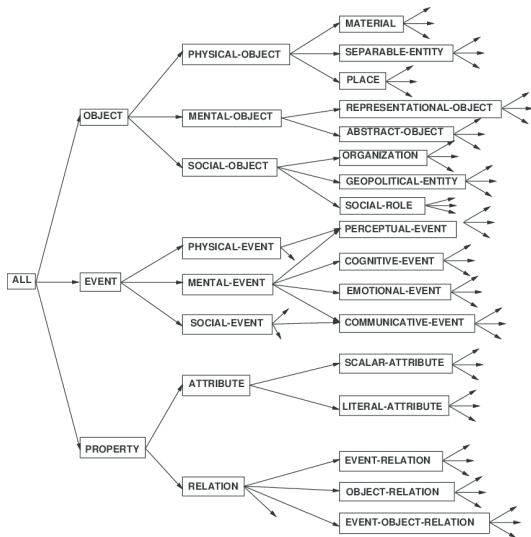 MATERIAL
PHYSICAL-OBJECT
SEPARABLE-ENTITY
PLACE
OBJECT
MENTAL-OBJECT
REPRESENTATIONAL-OBJECT
ABSTRACT-OBJECT
SOCIAL-OBJECT
ORGANIZATION
GEOPOLITICAL-ENTITY
SOCIAL-ROLE
PHYSICAL-EVENT
PERCEPTUAL-EVENT
ALL
EVENT
MENTAL-EVENT
COGNITIVE-EVENT
EMOTIONAL-EVENT
SOCIAL-EVENT
COMMUNICATIVE-EVENT
ATTRIBUTE
SCALAR-ATTRIBUTE
LITERAL-ATTRIBUTE
PROPERTY
RELATION
EVENT-RELATION
OBJECT-RELATION
EVENT-OBJECT-RELATION